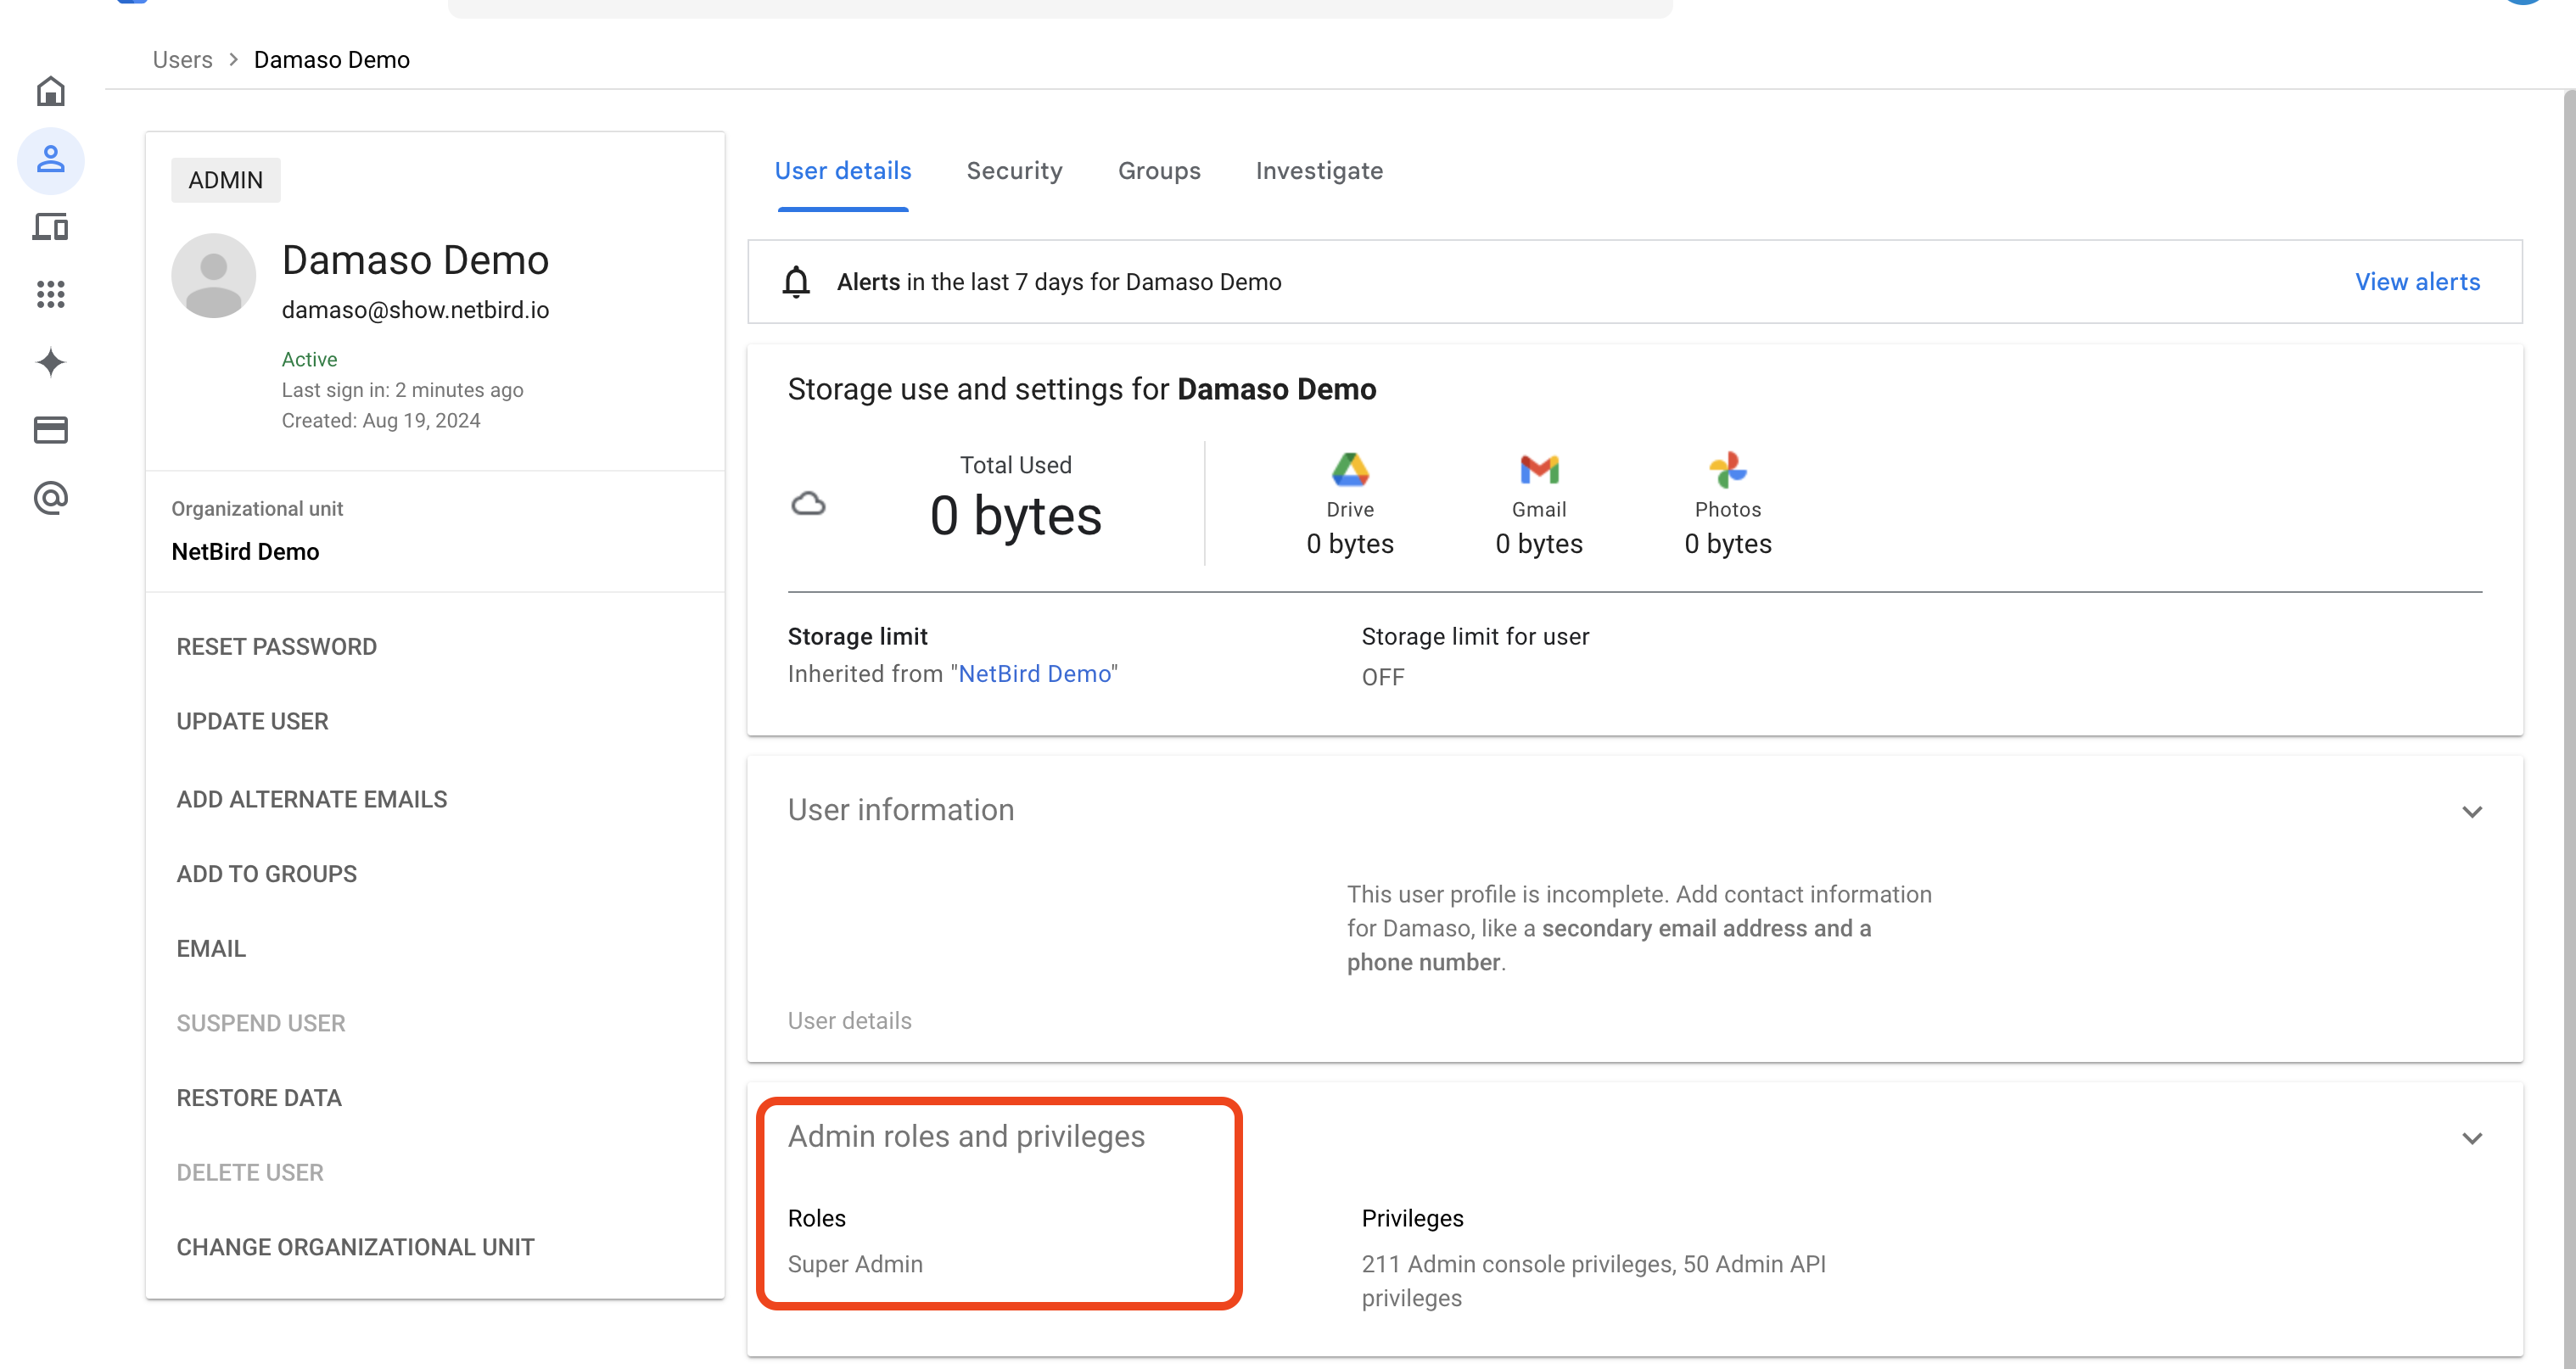 Users > Damaso Demo
ADMIN
Damaso Demo
damaso@show.netbird.io
Active
Last sign in: 2 minutes ago
Created: Aug 19, 2024
Organizational unit
NetBird Demo
RESET PASSWORD
UPDATE USER
ADD ALTERNATE EMAILS
ADD TO GROUPS
EMAIL
SUSPEND USER
RESTORE DATA
DELETE USER
CHANGE ORGANIZATIONAL UNIT
User details Security Groups Investigate
Alerts in the last 7 days for Damaso Demo View alerts
Storage use and settings for Damaso Demo
Total Used
0 bytes
Drive
0 bytes
Gmail
0 bytes
Photos
0 bytes
Storage limit
Inherited from "NetBird Demo"
Storage limit for user
OFF
User information
This user profile is incomplete. Add contact information
for Damaso, like a secondary email address and a
phone number.
User details
Admin roles and privileges
Roles
Super Admin
Privileges
211 Admin console privileges, 50 Admin API
privileges